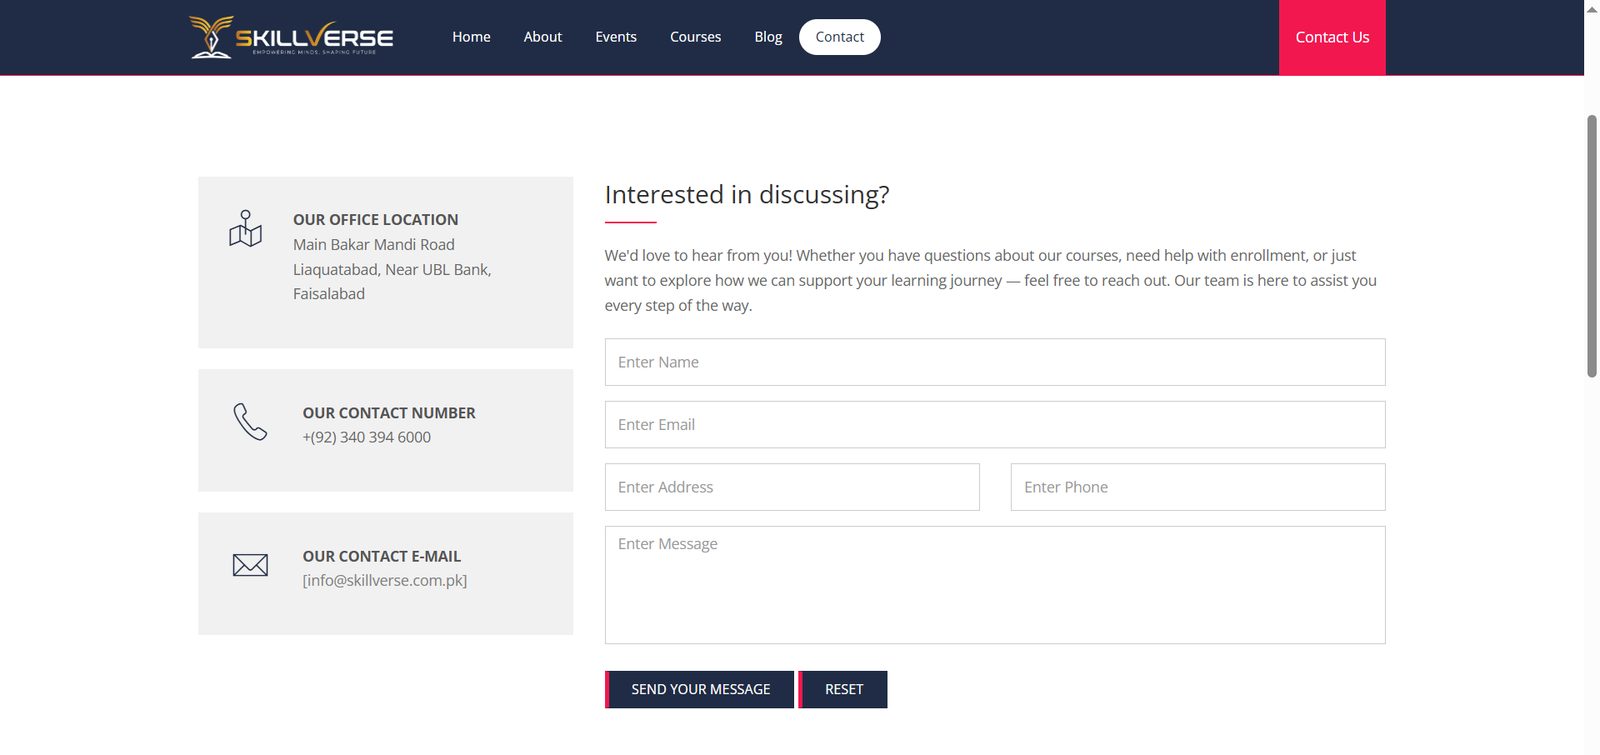 SKILLVERSE
EMPOWERING MINDS, SHAPING FUTURE
Home
About
Events
Courses
Blog
Contact
Contact Us
OUR OFFICE LOCATION
Main Bakar Mandi Road
Liaquatabad, Near UBL Bank,
Faisalabad
OUR CONTACT NUMBER
+(92) 340 394 6000
OUR CONTACT E-MAIL
[info@skillverse.com.pk]
Interested in discussing?
We'd love to hear from you! Whether you have questions about our courses, need help with enrollment, or just
want to explore how we can support your learning journey — feel free to reach out. Our team is here to assist you
every step of the way.
Enter Name
Enter Email
Enter Address
Enter Phone
Enter Message
SEND YOUR MESSAGE
RESET